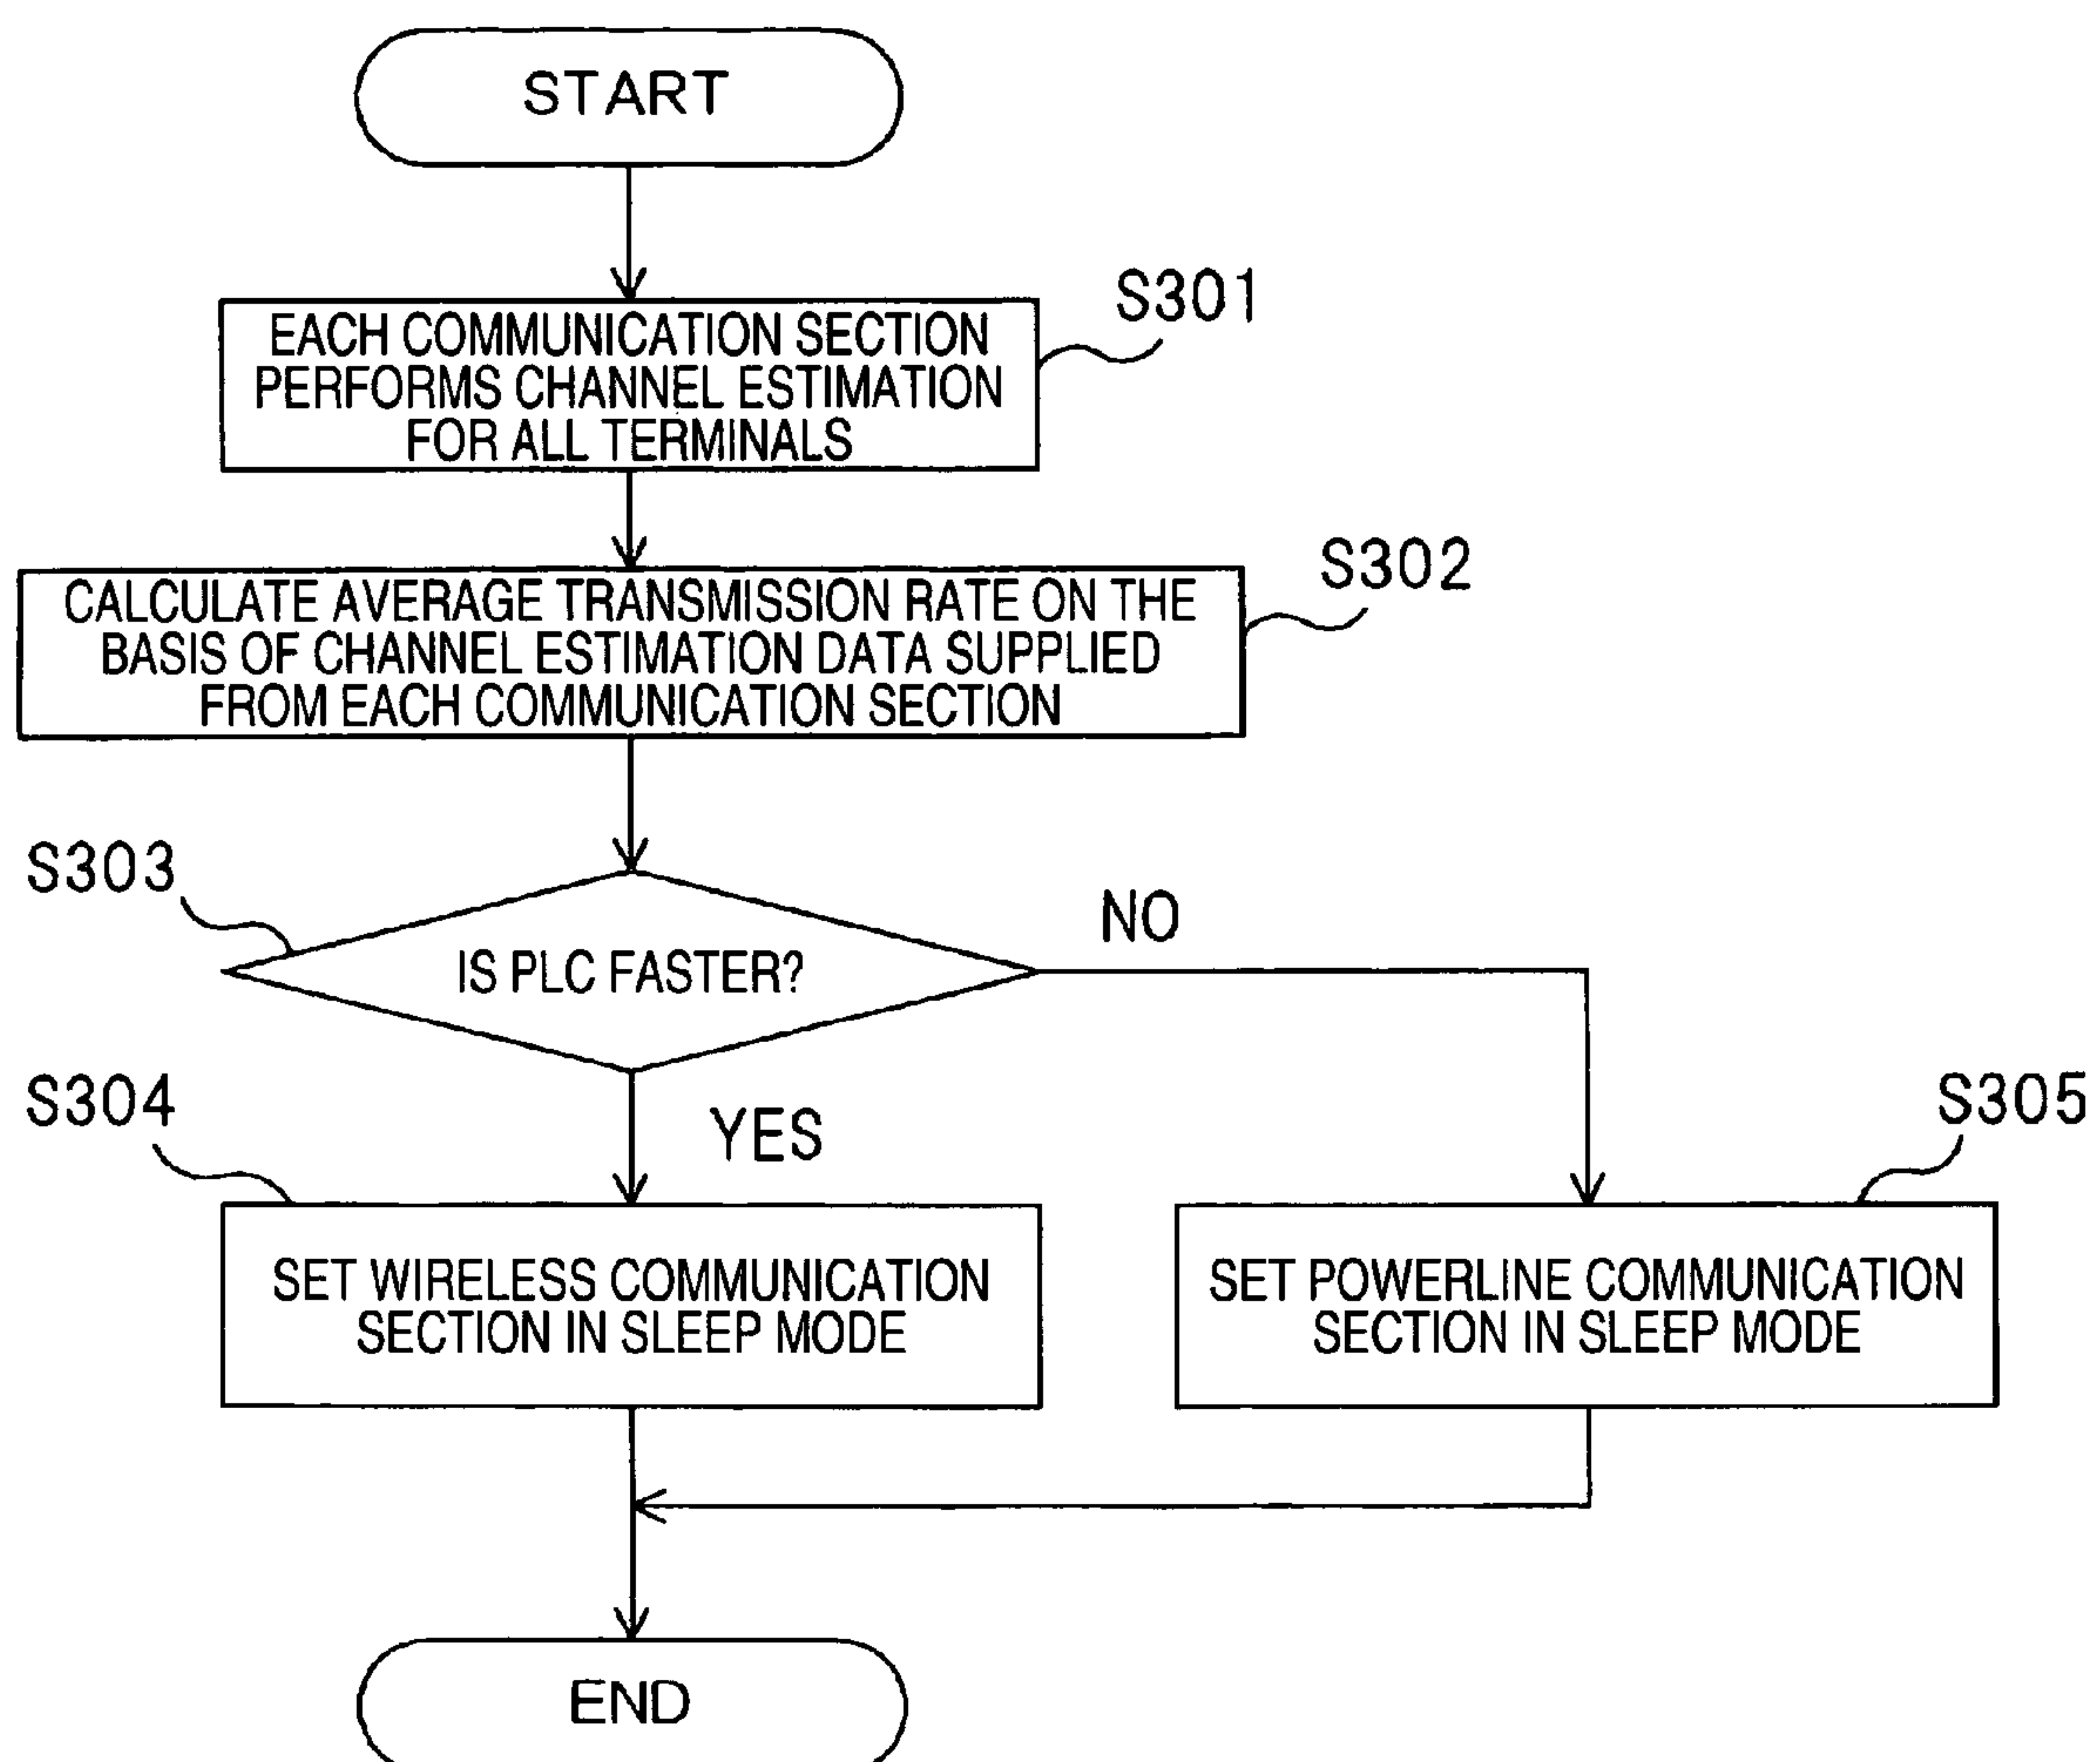 START
S301
EACH COMMUNICATION SECTION
PERFORMS CHANNEL ESTIMATION
FOR ALL TERMINALS
S302
CALCULATE AVERAGE TRANSMISSION RATE ON THE
BASIS OF CHANNEL ESTIMATION DATA SUPPLIED
FROM EACH COMMUNICATION SECTION
S303
NO
IS PLC FASTER?
S304
YES
S305
SET WIRELESS COMMUNICATION
SECTION IN SLEEP MODE
SET POWERLINE COMMUNICATION
SECTION IN SLEEP MODE
END